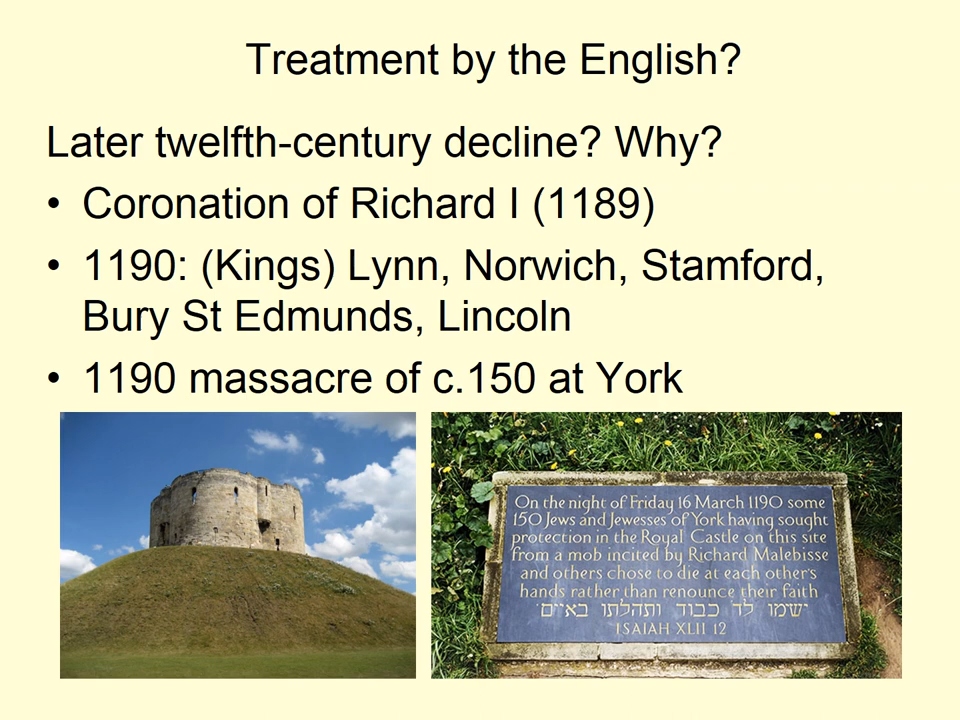 Treatment by the English?
Later twelfth-century decline? Why?
• Coronation of Richard I (1189)
• 1190: (Kings) Lynn, Norwich, Stamford,
Bury St Edmunds, Lincoln
• 1190 massacre of c.150 at York
On the night of Friday 16 March 1190 some
150 Jews and Jewesses of York having sought
protection in the Royal Castle on this site
from a mob incited by Richard Malebisse
and others chose to die at each other's
hands rather than renounce their faith
ישמו לד' כבוד ותהלתו באיים
ISAIAH XLII 12